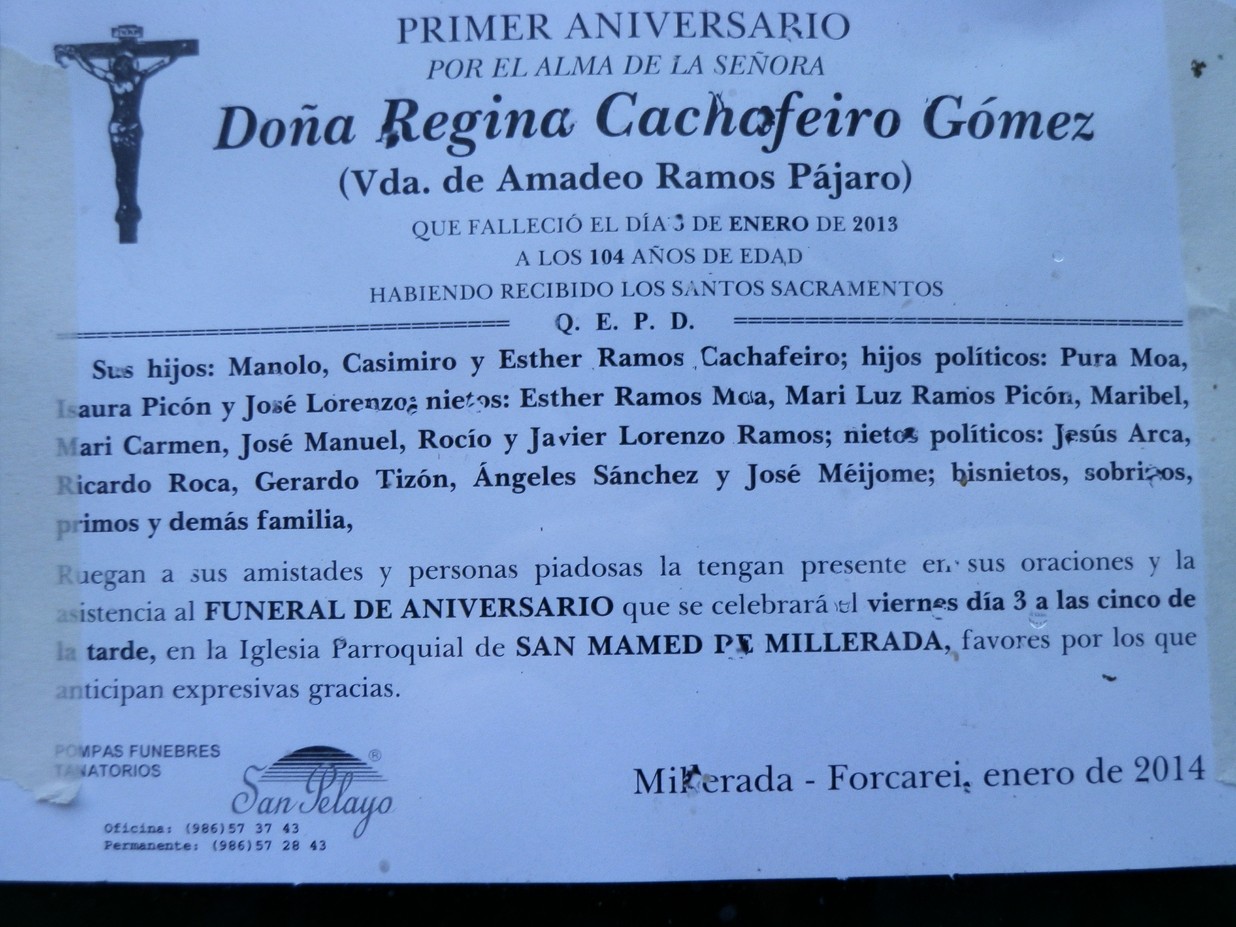 PRIMER ANIVERSARIO
POR EL ALMA DE LA SEÑORA
Doña Regina Cachafeiro Gómez
(Vda. de Amadeo Ramos Pájaro)
QUE FALLECIÓ EL DÍA 3 DE ENERO DE 2013
A LOS 104 AÑOS DE EDAD
HABIENDO RECIBIDO LOS SANTOS SACRAMENTOS
Q. E. P. D.
Sus hijos: Manolo, Casimiro y Esther Ramos Cachafeiro; hijos políticos: Pura Moa,
Isaura Picón y José Lorenzo; nietos: Esther Ramos Moa, Mari Luz Ramos Picón, Maribel,
Mari Carmen, José Manuel, Rocío y Javier Lorenzo Ramos; nietos políticos: Jesús Arca,
Ricardo Roca, Gerardo Tizón, Ángeles Sánchez y José Méijome; bisnietos, sobrinos,
primos y demás familia,
Ruegan a sus amistades y personas piadosas la tengan presente en sus oraciones y la
asistencia al FUNERAL DE ANIVERSARIO que se celebrará el viernes día 3 a las cinco de
la tarde, en la Iglesia Parroquial de SAN MAMED DE MILLERADA, favores por los que
anticipan expresivas gracias.
POMPAS FUNEBRES
TANATORIOS
San Pelayo ®
Oficina: (986)57 37 43
Permanente: (986)57 28 43
Millerada - Forcarei, enero de 2014